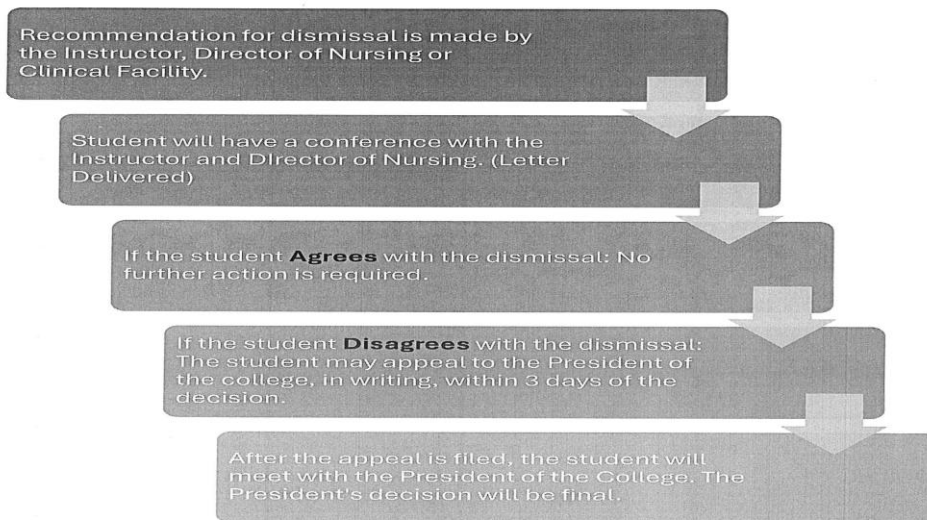 Recommendation for dismissal is made by
the Instructor, Director of Nursing or
Clinical Facility.
Student will have a conference with the
Instructor and DIrector of Nursing. (Letter
Delivered)
If the student Agrees with the dismissal: No
further action is required.
If the student Disagrees with the dismissal:
The student may appeal to the President of
the college, in writing, within 3 days of the
decision.
After the appeal is filed, the student will
meet with the President of the College. The
President's decision will be final.